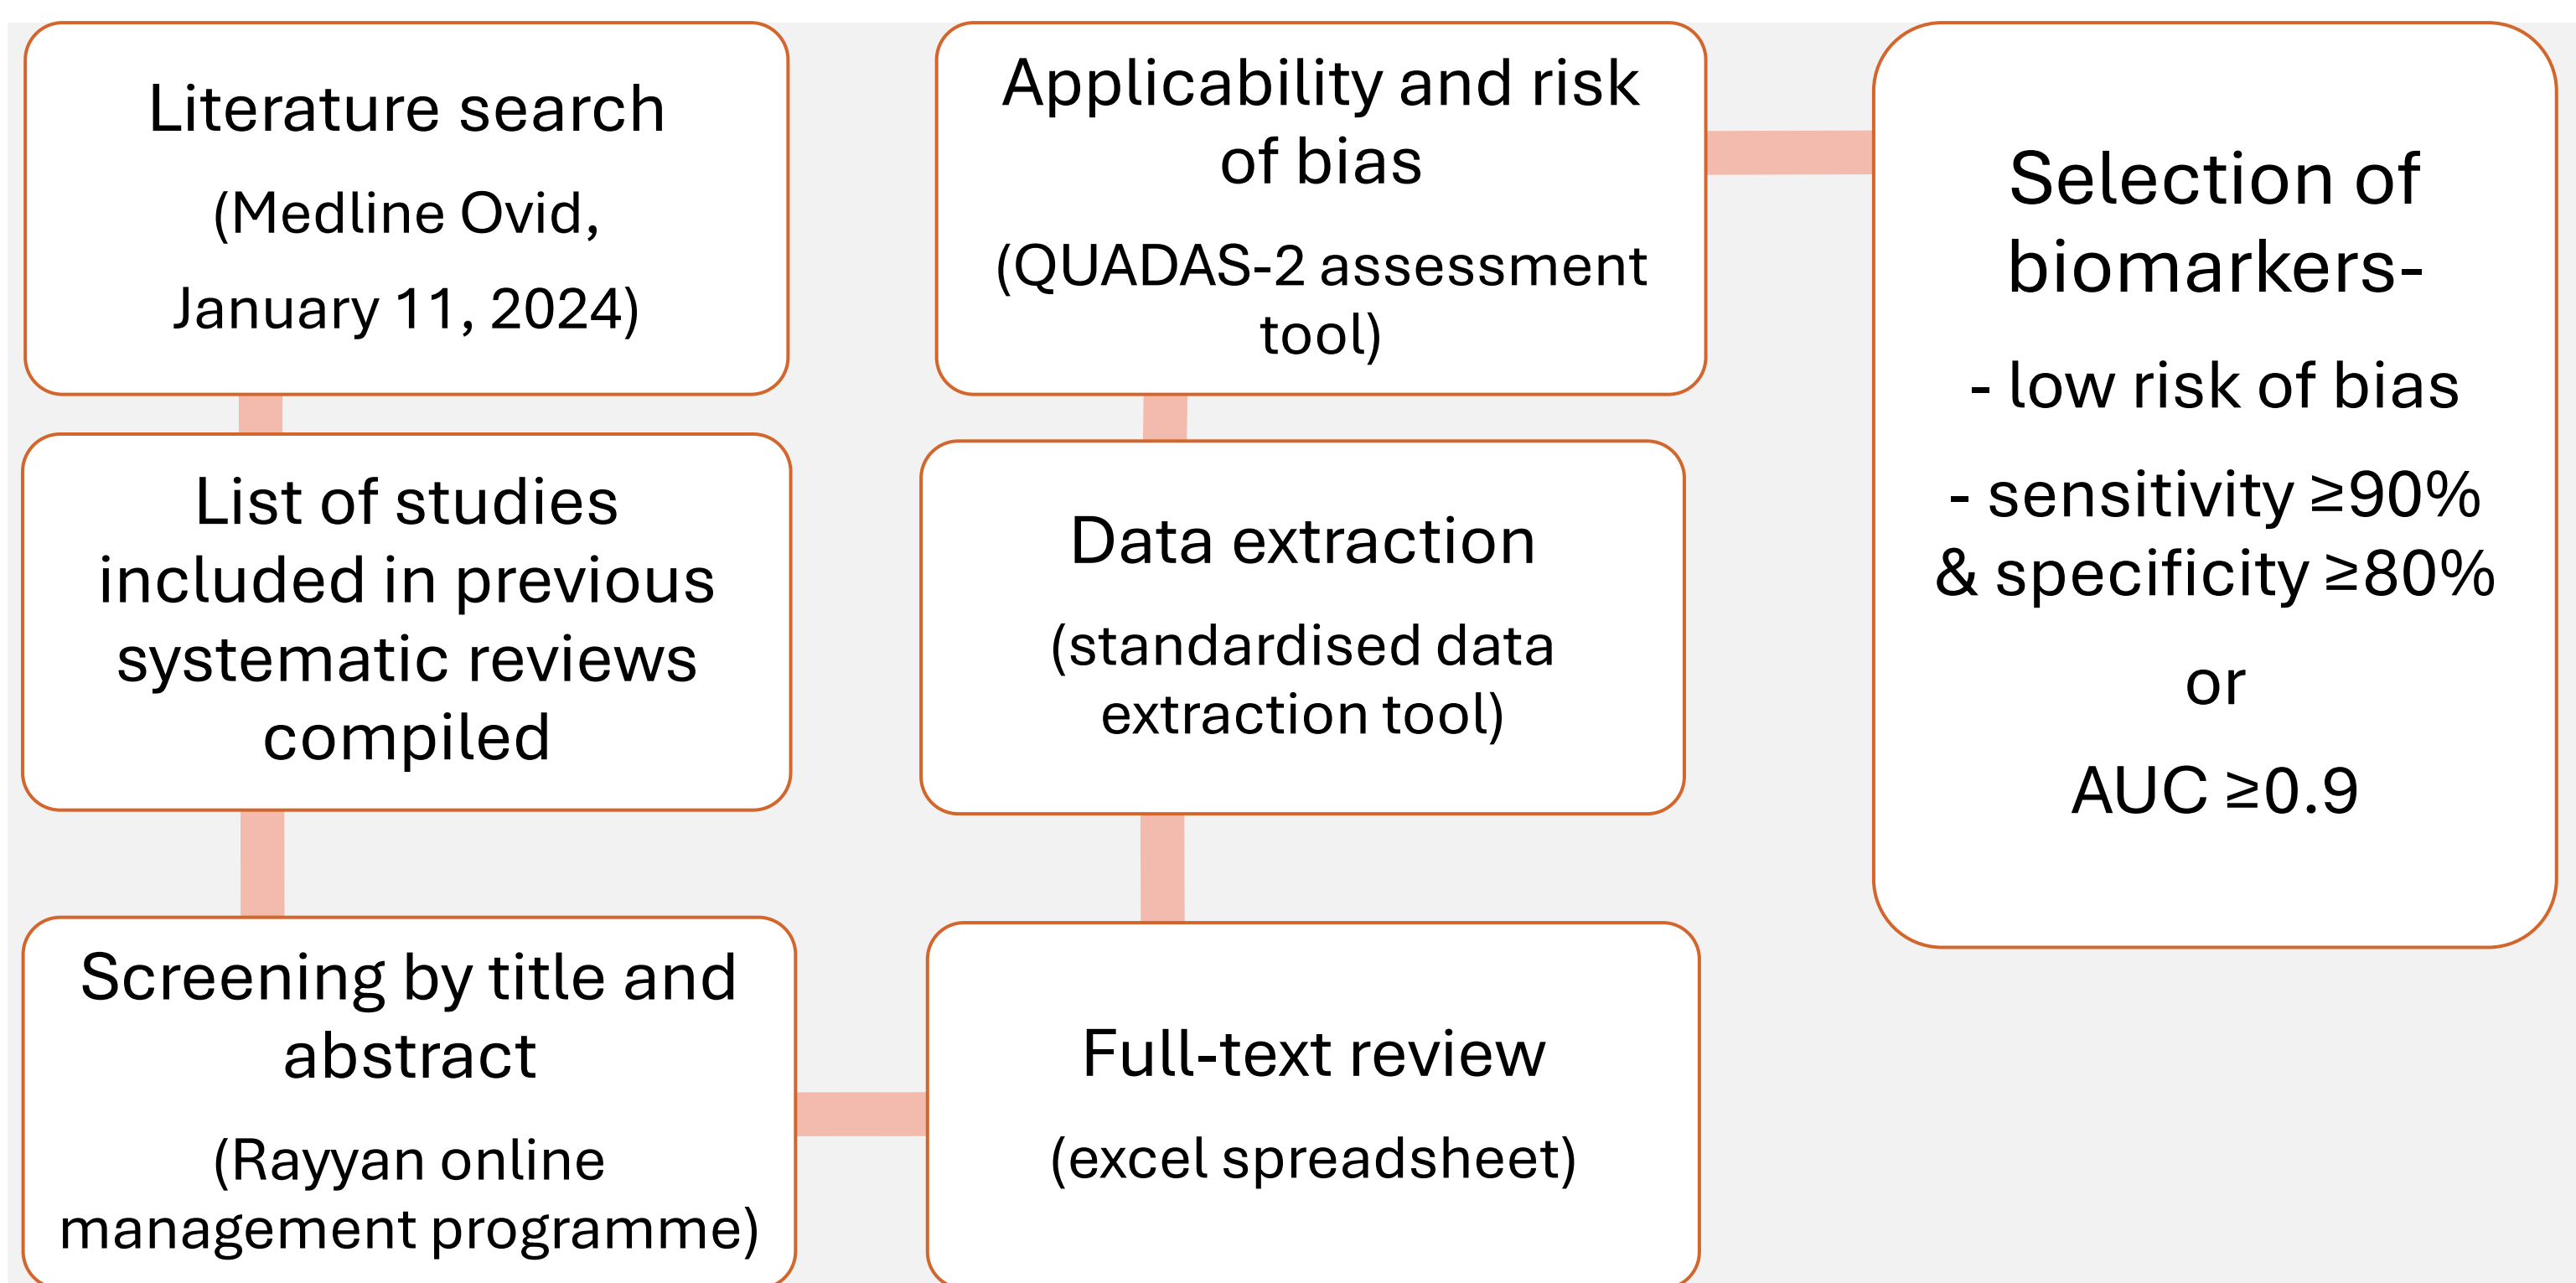 Literature search
(Medline Ovid,
January 11, 2024)
List of studies
included in previous
systematic reviews
compiled
Screening by title and
abstract
(Rayyan online
management programme)
Full-text review
(excel spreadsheet)
Data extraction
(standardised data
extraction tool)
Applicability and risk
of bias
(QUADAS-2 assessment
tool)
Selection of
biomarkers-
- low risk of bias
- sensitivity ≥90%
& specificity ≥80%
or
AUC ≥0.9